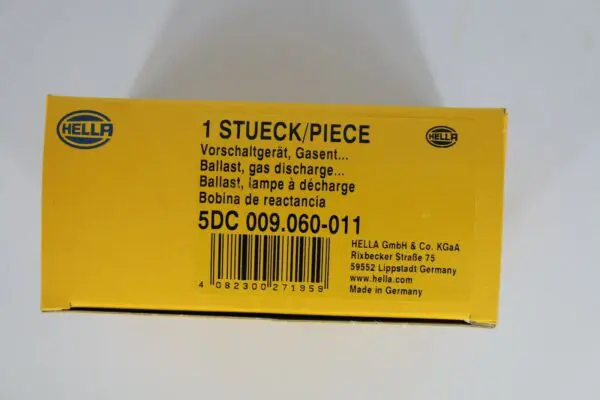 HELLA
1 STUECK/PIECE
HELLA
Vorschaltgerät, Gasent...
Ballast, gas discharge...
Ballast, lampe à décharge
Bobina de reactancia
5DC 009.060-011
HELLA GmbH & Co. KGaA
Rixbecker Straße 75
59552 Lippstadt Germany
www.hella.com
Made in Germany
4 082300 271959